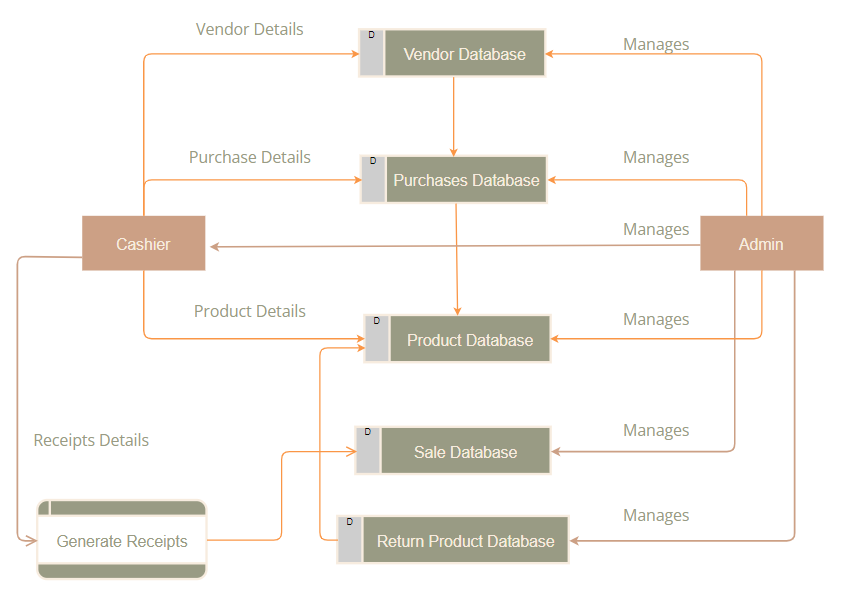 Vendor Details
D
Vendor Database
Manages
Purchase Details
D
Purchases Database
Manages
Cashier
Manages
Admin
Product Details
D
Product Database
Manages
Receipts Details
D
Sale Database
Manages
Generate Receipts
D
Return Product Database
Manages